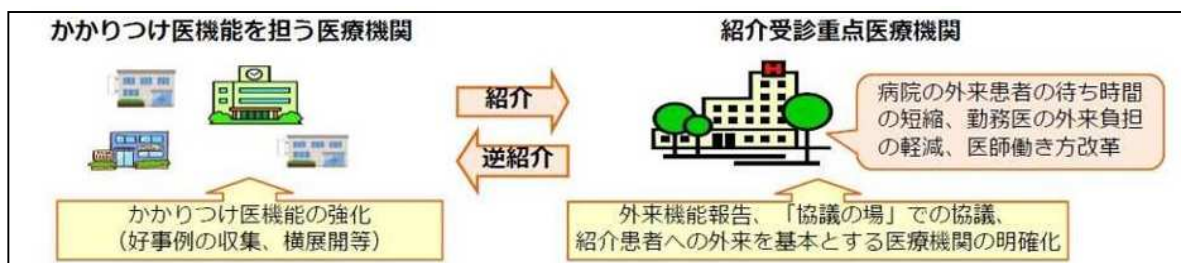 かかりつけ医機能を担う医療機関
紹介受診重点医療機関
紹介
逆紹介
病院の外来患者の待ち時間
の短縮、勤務医の外来負担
の軽減、医師働き方改革
かかりつけ医機能の強化
（好事例の収集、横展開等）
外来機能報告、「協議の場」での協議、
紹介患者への外来を基本とする医療機関の明確化